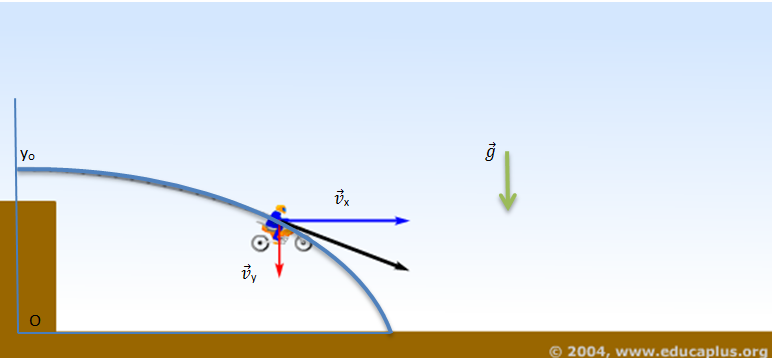 y₀
g⃗
v⃗x
v⃗y
O
© 2004, www.educaplus.org